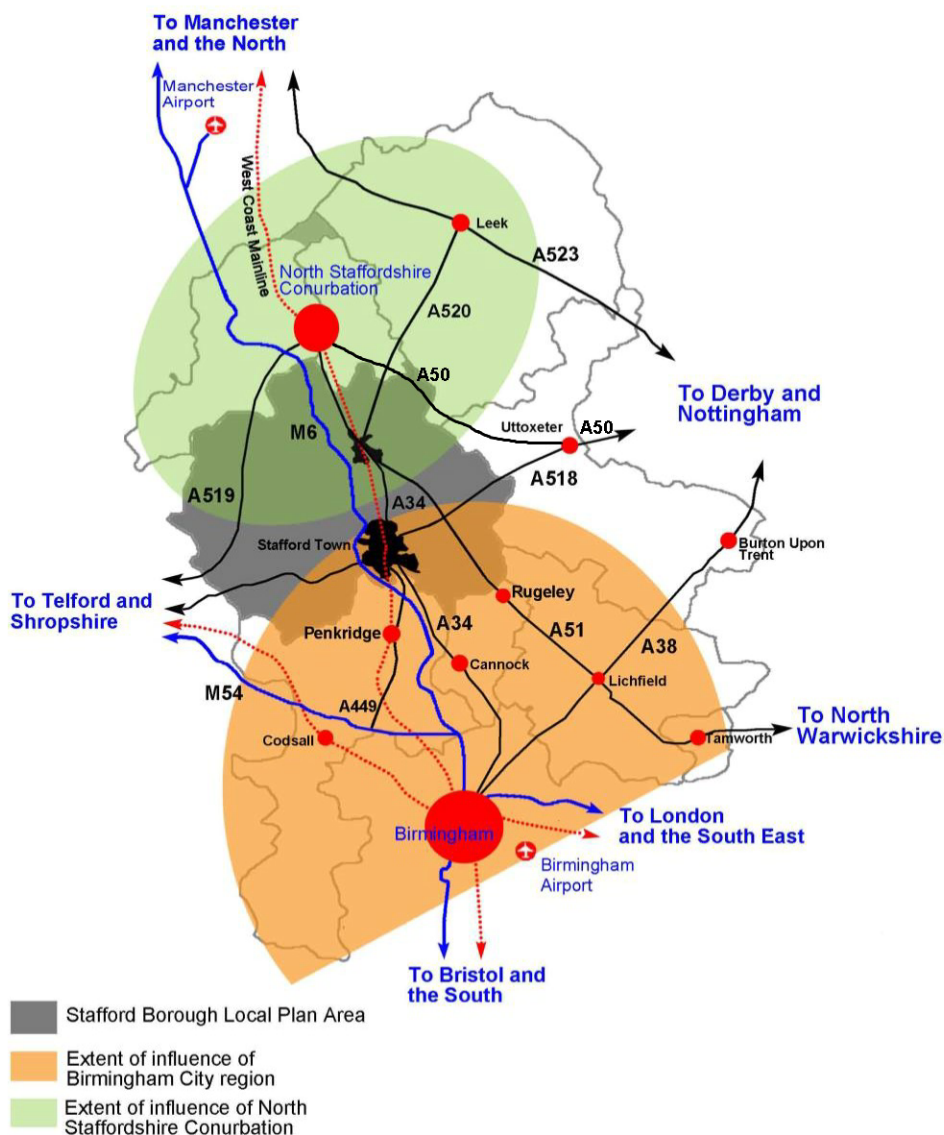 To Manchester
and the North
Manchester
Airport
West Coast Mainline
Leek
A523
North Staffordshire
Conurbation
A520
A50
To Derby and
Nottingham
Uttoxeter
A50
M6
A518
A519
A34
Stafford Town
Burton Upon
Trent
To Telford and
Shropshire
Rugeley
Penkridge
A34
A51
A38
Cannock
Lichfield
M54
A449
Codsall
Tamworth
To North
Warwickshire
To London
and the South East
Birmingham
Birmingham
Airport
To Bristol and
the South
Stafford Borough Local Plan Area
Extent of influence of
Birmingham City region
Extent of influence of North
Staffordshire Conurbation